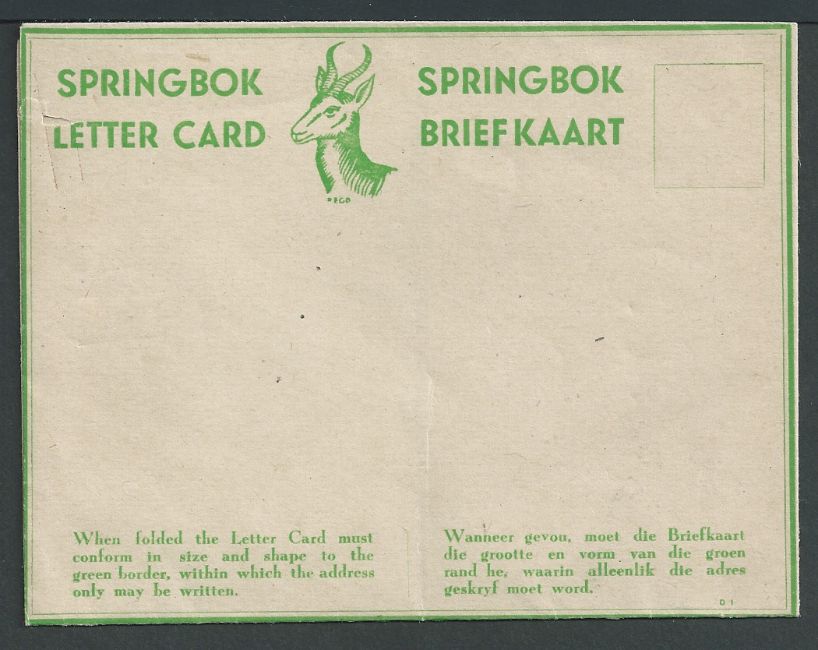 SPRINGBOK
LETTER CARD
SPRINGBOK
BRIEFKAART
When folded the Letter Card must
conform in size and shape to the
green border, within which the address
only may be written.
Wanneer gevou, moet die Briefkaart
die grootte en vorm van die groen
rand he, waarin alleenlik die adres
geskryf moet word.
D 1